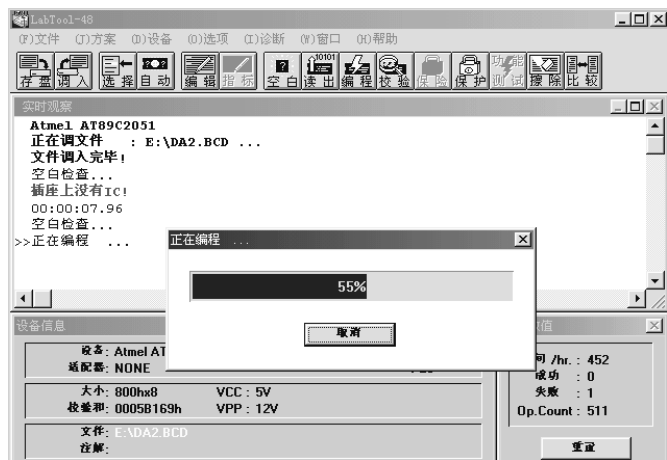 LabTool-48
(F)文件 (J)方案 (D)设备 (O)选项 (I)诊断 (W)窗口 (H)帮助
存盘 调入 选择 自动 编辑 指标 空白 读出 编程 校验 保险 保护 功能测试 擦除 比较
实时观察
Atmel AT89C2051
正在调文件 : E:\DA2.BCD ...
文件调入完毕!
空白检查...
插座上没有IC!
00:00:07.96
空白检查...
>>正在编程 ...
正在编程 ...
55%
取消
设备信息
设备: Atmel AT
适配器: NONE
大小: 800hx8 VCC : 5V
校验和: 0005B169h VPP : 12V
文件: E:\DA2.BCD
注解:
值
间 /hr. : 452
成功 : 0
失败 : 1
Op.Count : 511
重置